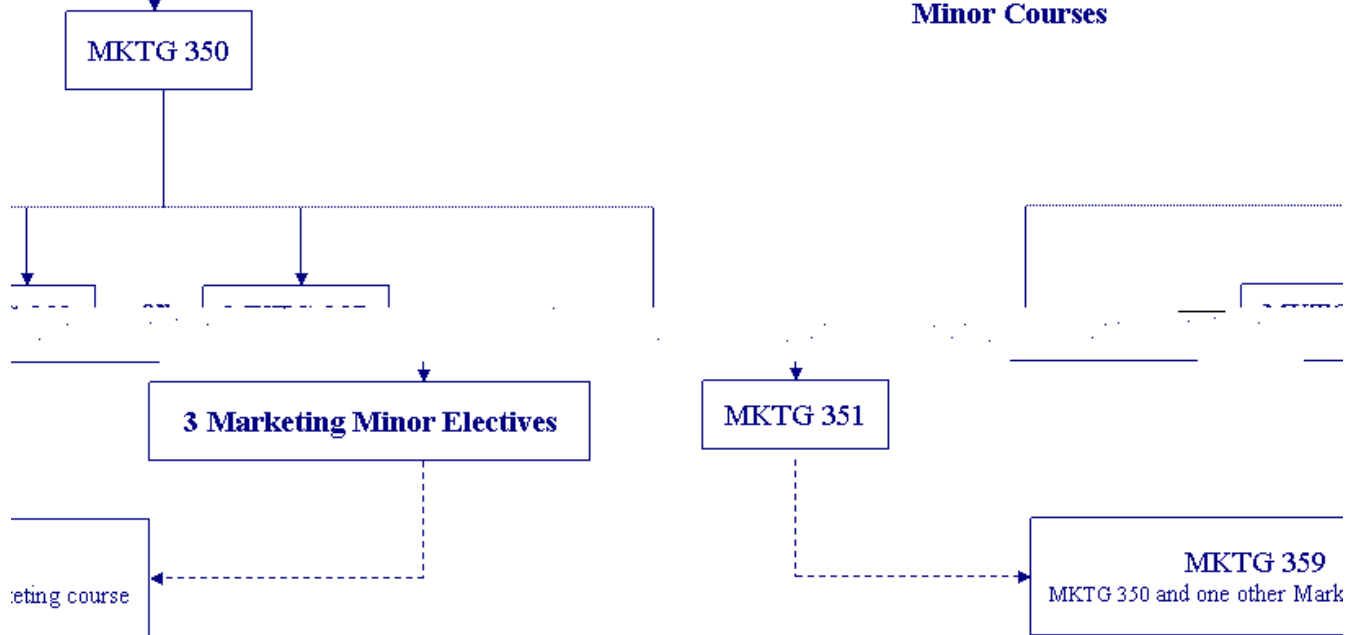 Minor Courses
MKTG 350
or
3 Marketing Minor Electives
MKTG 351
MKTG 359
eting course
MKTG 350 and one other Mark